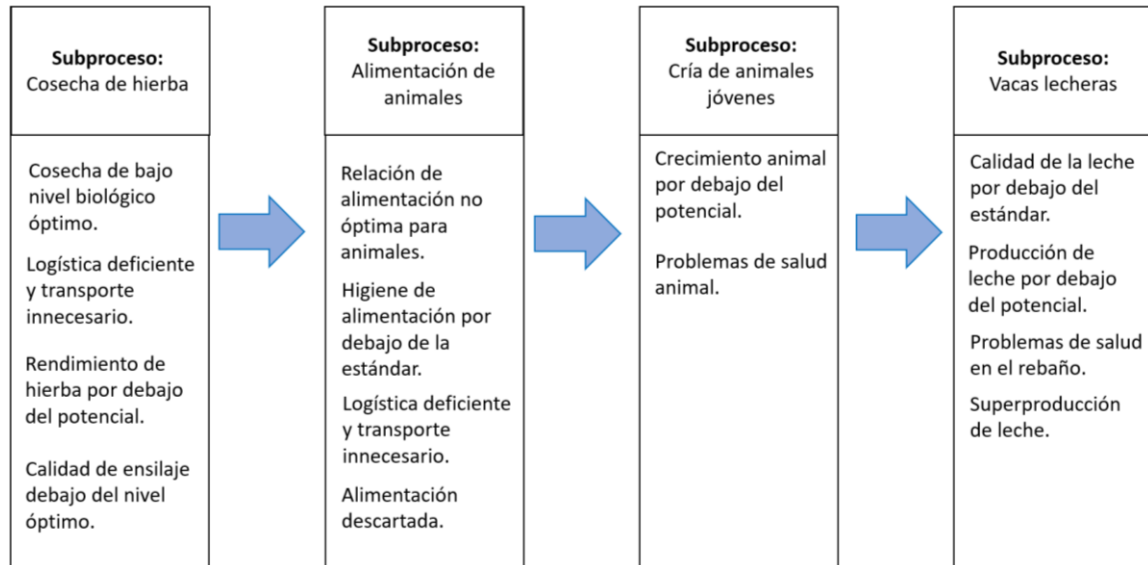 Subproceso:
Cosecha de hierba
Cosecha de bajo
nivel biológico
óptimo.
Logística deficiente
y transporte
innecesario.
Rendimiento de
hierba por debajo
del potencial.
Calidad de ensilaje
debajo del nivel
óptimo.
Subproceso:
Alimentación de
animales
Relación de
alimentación no
óptima para
animales.
Higiene de
alimentación por
debajo de la
estándar.
Logística deficiente
y transporte
innecesario.
Alimentación
descartada.
Subproceso:
Cría de animales
jóvenes
Crecimiento animal
por debajo del
potencial.
Problemas de salud
animal.
Subproceso:
Vacas lecheras
Calidad de la leche
por debajo del
estándar.
Producción de
leche por debajo
del potencial.
Problemas de salud
en el rebaño.
Superproducción
de leche.